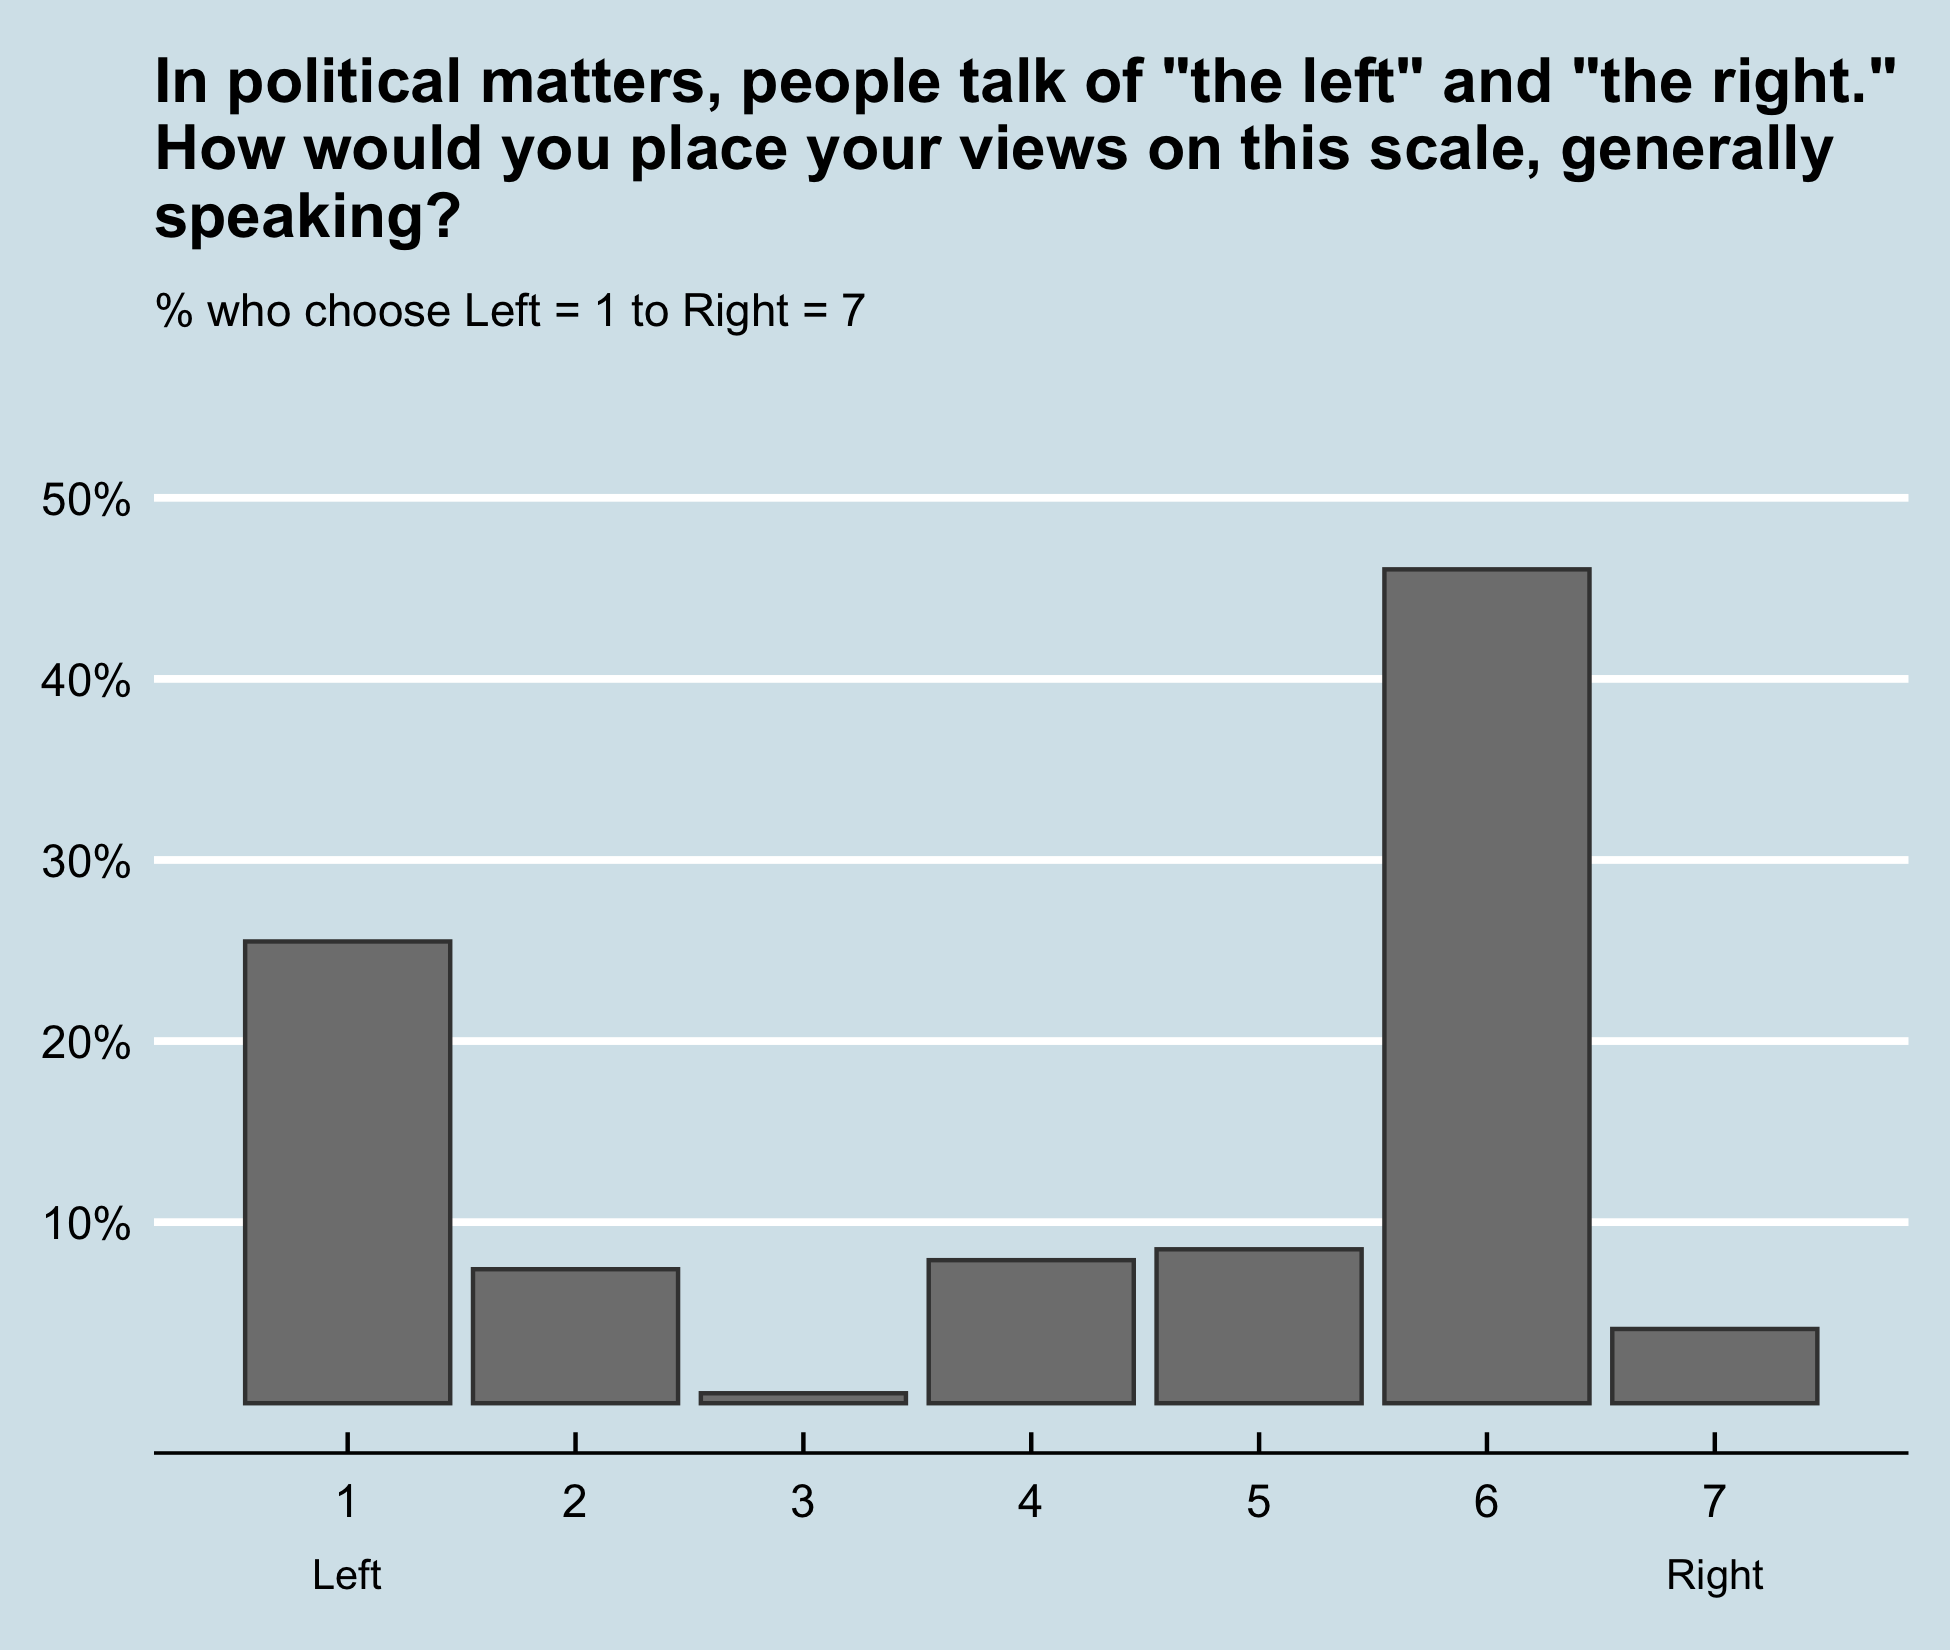 In political matters, people talk of "the left" and "the right."
How would you place your views on this scale, generally
speaking?
% who choose Left = 1 to Right = 7
50%
40%
30%
20%
10%
1 2 3 4 5 6 7
Left Right